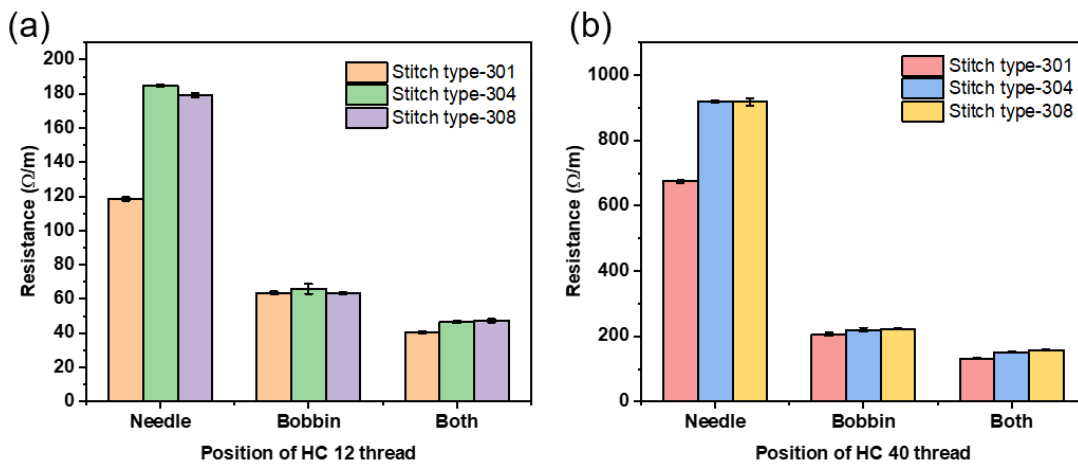 (a)
Resistance (Ω/m)
200
180
160
140
120
100
80
60
40
20
0
Stitch type-301
Stitch type-304
Stitch type-308
Needle
Bobbin
Both
Position of HC 12 thread
(b)
Resistance (Ω/m)
1000
800
600
400
200
0
Stitch type-301
Stitch type-304
Stitch type-308
Needle
Bobbin
Both
Position of HC 40 thread